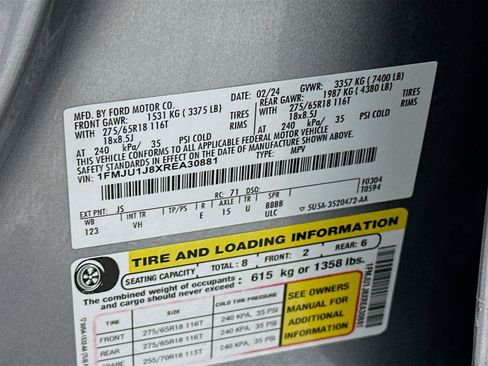 MFD. BY FORD MOTOR CO.
02/24
GVWR: 3357 KG (7400 LB)
FRONT GAWR: 1531 KG (3375 LB)
REAR GAWR: 1987 KG (4380 LB)
WITH 275/65R18 116T TIRES
WITH 275/65R18 116T TIRES
18x8.5J RIMS
18x8.5J RIMS
AT 240 kPa/ 35 PSI COLD
AT 240 kPa/ 35 PSI COLD
THIS VEHICLE CONFORMS TO ALL APPLICABLE FEDERAL MOTOR VEHICLE
SAFETY STANDARDS IN EFFECT ON THE DATE OF MANUFACTURE SHOWN ABOVE.
VIN: 1FMJU1J8XREA30881
TYPE: MPV
F0304
T0594
EXT PNT: JS
RC: 71 DSO:
WB INT TR TP/PS R AXLE TR
123 VH E 15 U BBBB
ULC
5U5A-3520472-AA
TIRE AND LOADING INFORMATION
SEATING CAPACITY TOTAL: 8 FRONT: 2 REAR: 6
The combined weight of occupants and cargo should never exceed: 615 kg or 1358 lbs.
TIRE SIZE COLD TIRE PRESSURE
FRONT 275/65R18 116T 240 KPA, 35 PSI
REAR 275/65R18 116T 240 KPA, 35 PSI
SPARE 255/70R18 113T 240 KPA, 35 PSI
SEE OWNERS
MANUAL FOR
ADDITIONAL
INFORMATION